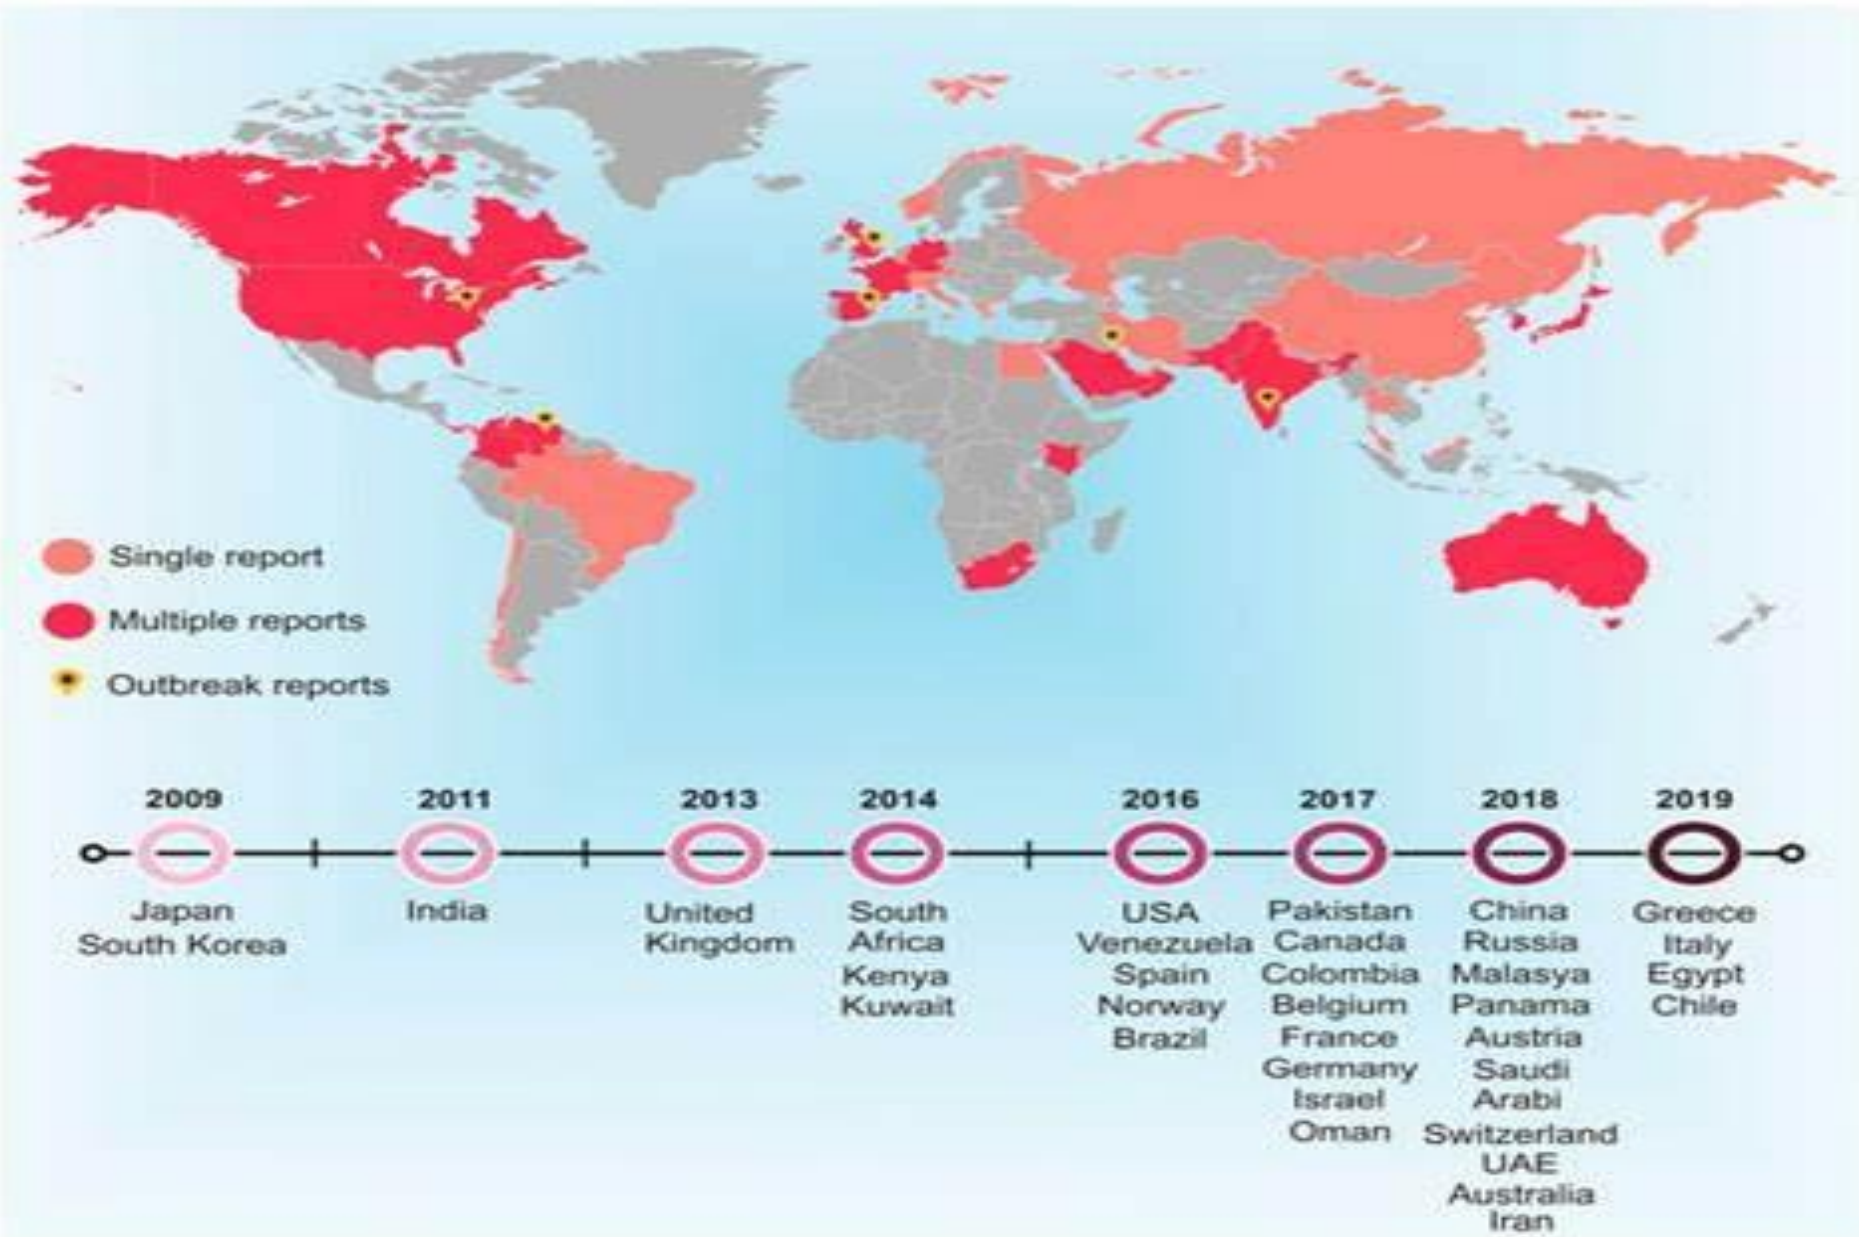 Single report
Multiple reports
Outbreak reports
2009
2011
2013
2014
2016
2017
2018
2019
Japan
South Korea
India
United
Kingdom
South
Africa
Kenya
Kuwait
USA
Venezuela
Spain
Norway
Brazil
Pakistan
Canada
Colombia
Belgium
France
Germany
Israel
Oman
China
Russia
Malasya
Panama
Austria
Saudi
Arabi
Switzerland
UAE
Australia
Iran
Greece
Italy
Egypt
Chile